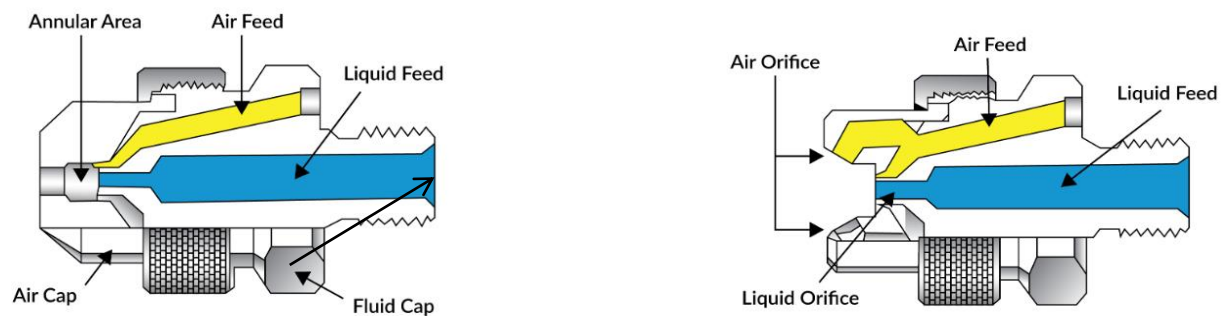 Annular Area
Air Feed
Liquid Feed
Air Cap
Fluid Cap
Air Orifice
Air Feed
Liquid Feed
Liquid Orifice